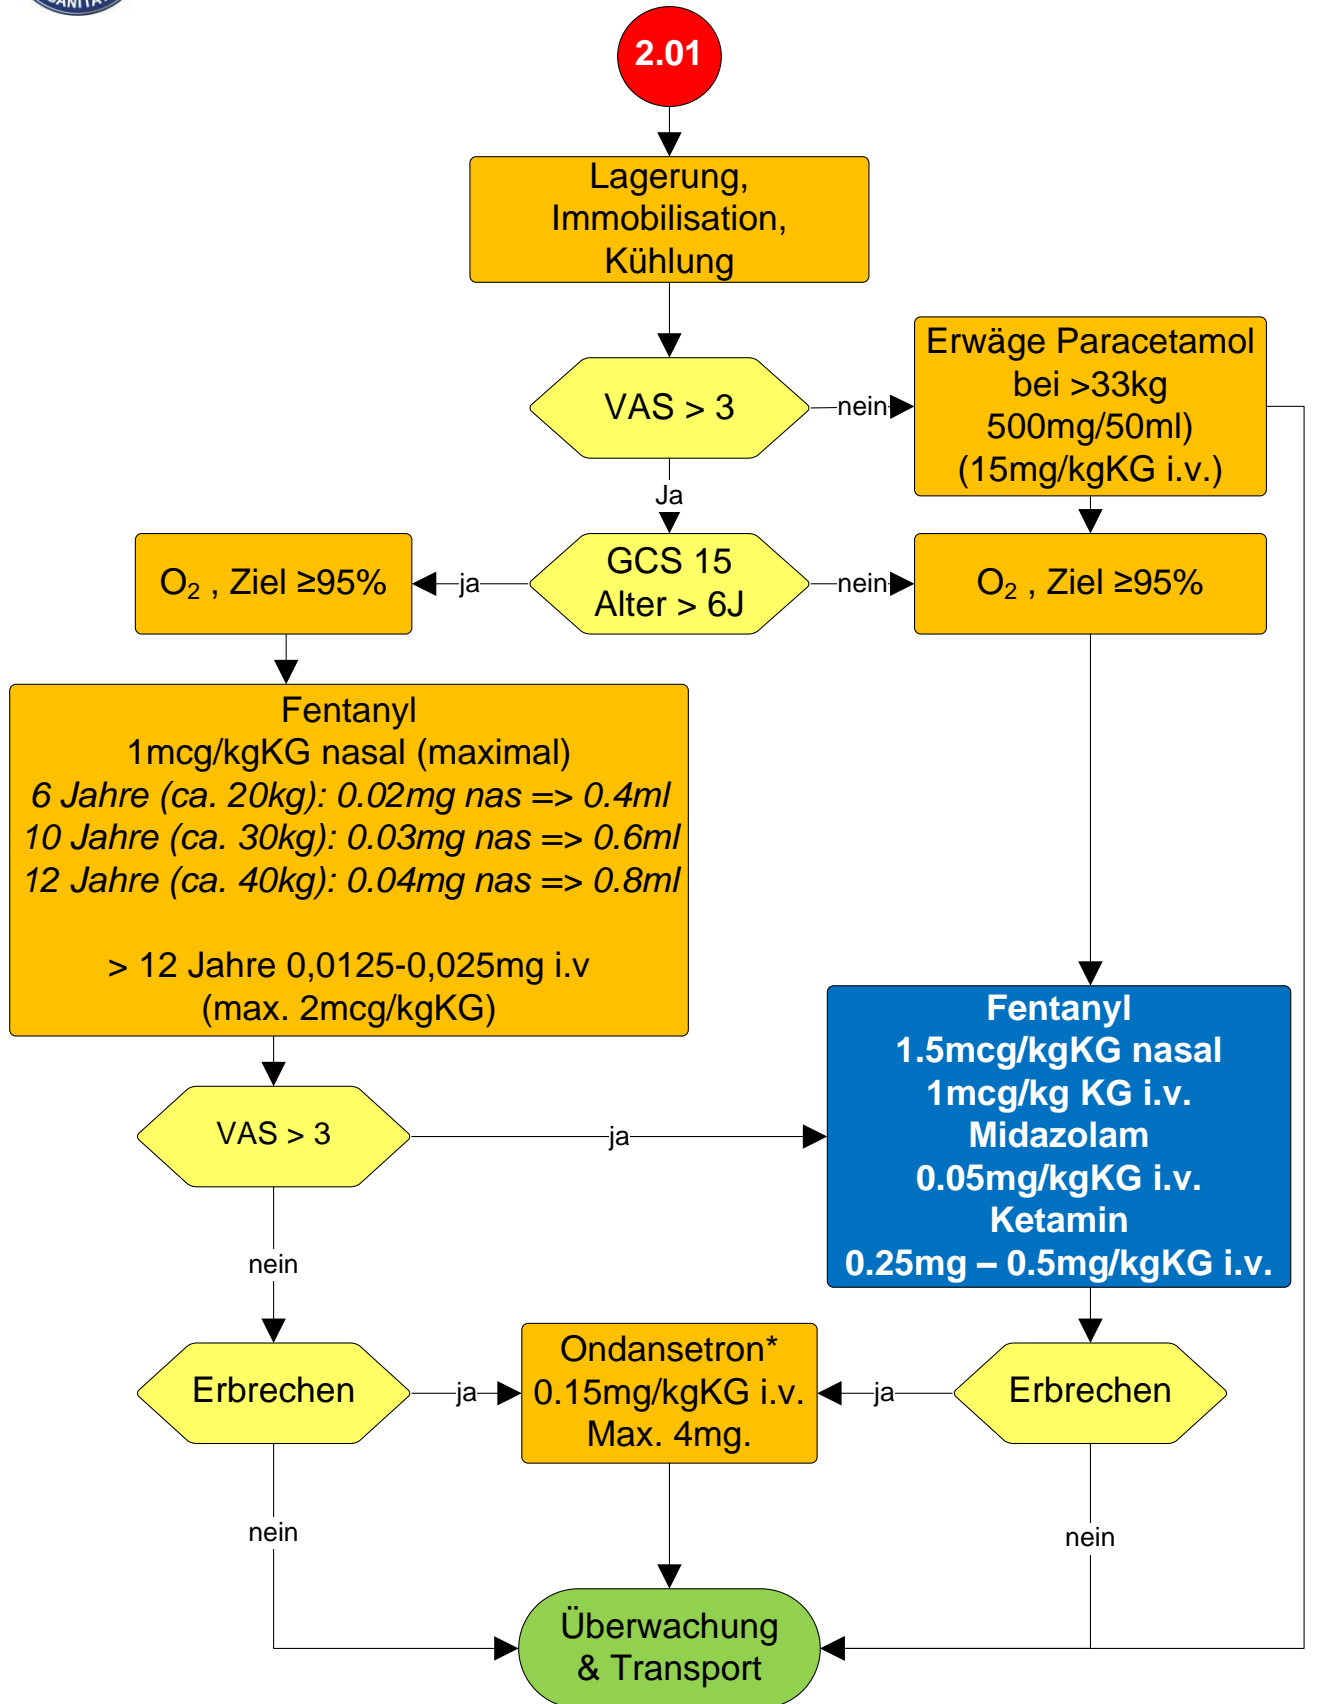 SANITÄ
2.01
Lagerung,
Immobilisation,
Kühlung
VAS > 3
nein
Erwäge Paracetamol
bei >33kg
500mg/50ml)
(15mg/kgKG i.v.)
Ja
O₂ , Ziel ≥95%
ja
GCS 15
Alter > 6J
nein
O₂ , Ziel ≥95%
Fentanyl
1mcg/kgKG nasal (maximal)
6 Jahre (ca. 20kg): 0.02mg nas => 0.4ml
10 Jahre (ca. 30kg): 0.03mg nas => 0.6ml
12 Jahre (ca. 40kg): 0.04mg nas => 0.8ml
> 12 Jahre 0,0125-0,025mg i.v
(max. 2mcg/kgKG)
Fentanyl
1.5mcg/kgKG nasal
1mcg/kg KG i.v.
Midazolam
0.05mg/kgKG i.v.
Ketamin
0.25mg – 0.5mg/kgKG i.v.
VAS > 3
ja
nein
Erbrechen
ja
Ondansetron*
0.15mg/kgKG i.v.
Max. 4mg.
ja
Erbrechen
nein
nein
Überwachung
& Transport